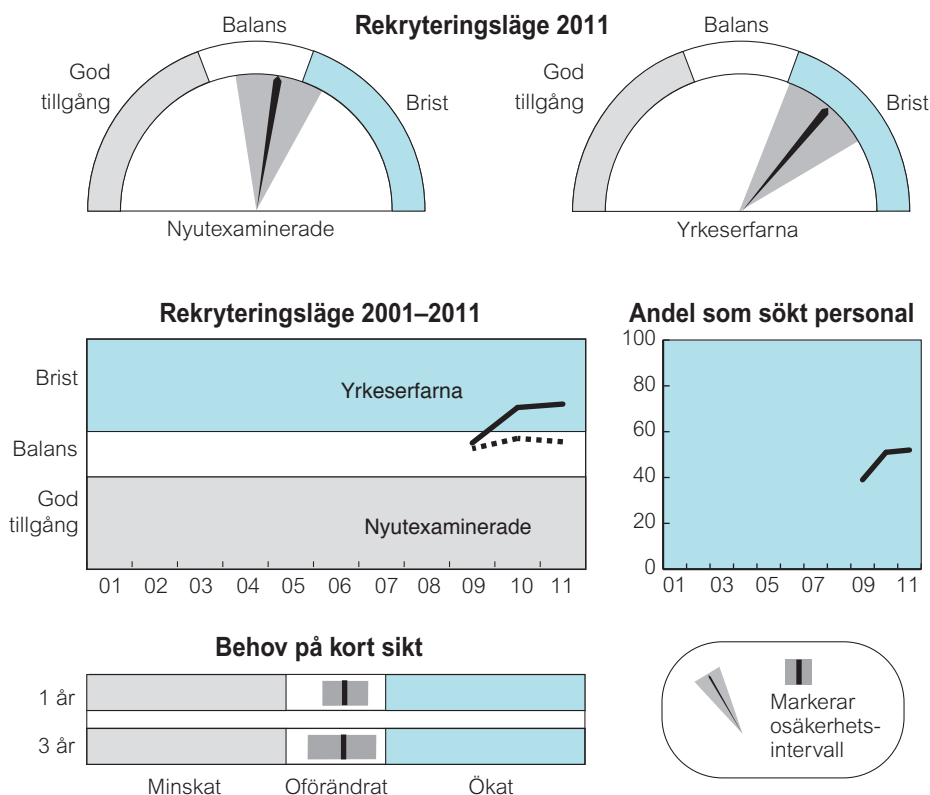 Rekryteringsläge 2011
Balans
God
tillgång
Brist
Nyutexaminerade
Balans
God
tillgång
Brist
Yrkeserfarna
Rekryteringsläge 2001–2011
Brist
Balans
God
tillgång
Yrkeserfarna
Nyutexaminerade
01 02 03 04 05 06 07 08 09 10 11
Andel som sökt personal
100
80
60
40
20
0
01 03 05 07 09 11
Behov på kort sikt
1 år
3 år
Minskat Oförändrat Ökat
Markerar
osäkerhets-
intervall